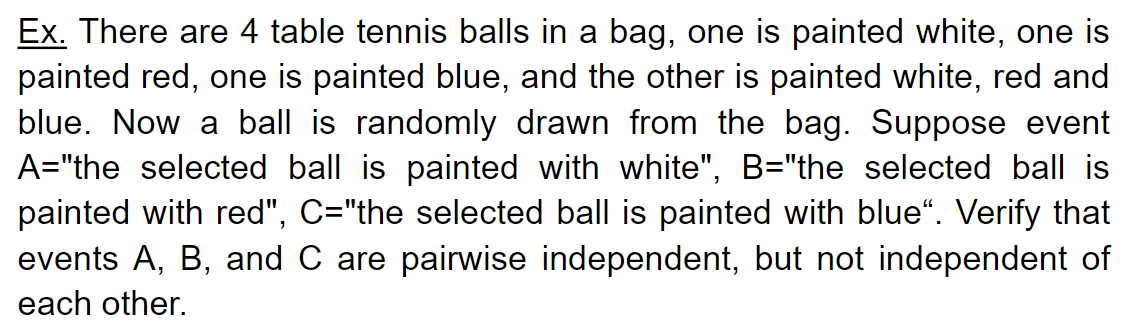 Ex. There are 4 table tennis balls in a bag, one is painted white, one is
painted red, one is painted blue, and the other is painted white, red and
blue. Now a ball is randomly drawn from the bag. Suppose event
A="the selected ball is painted with white", B="the selected ball is
painted with red", C="the selected ball is painted with blue“. Verify that
events A, B, and C are pairwise independent, but not independent of
each other.